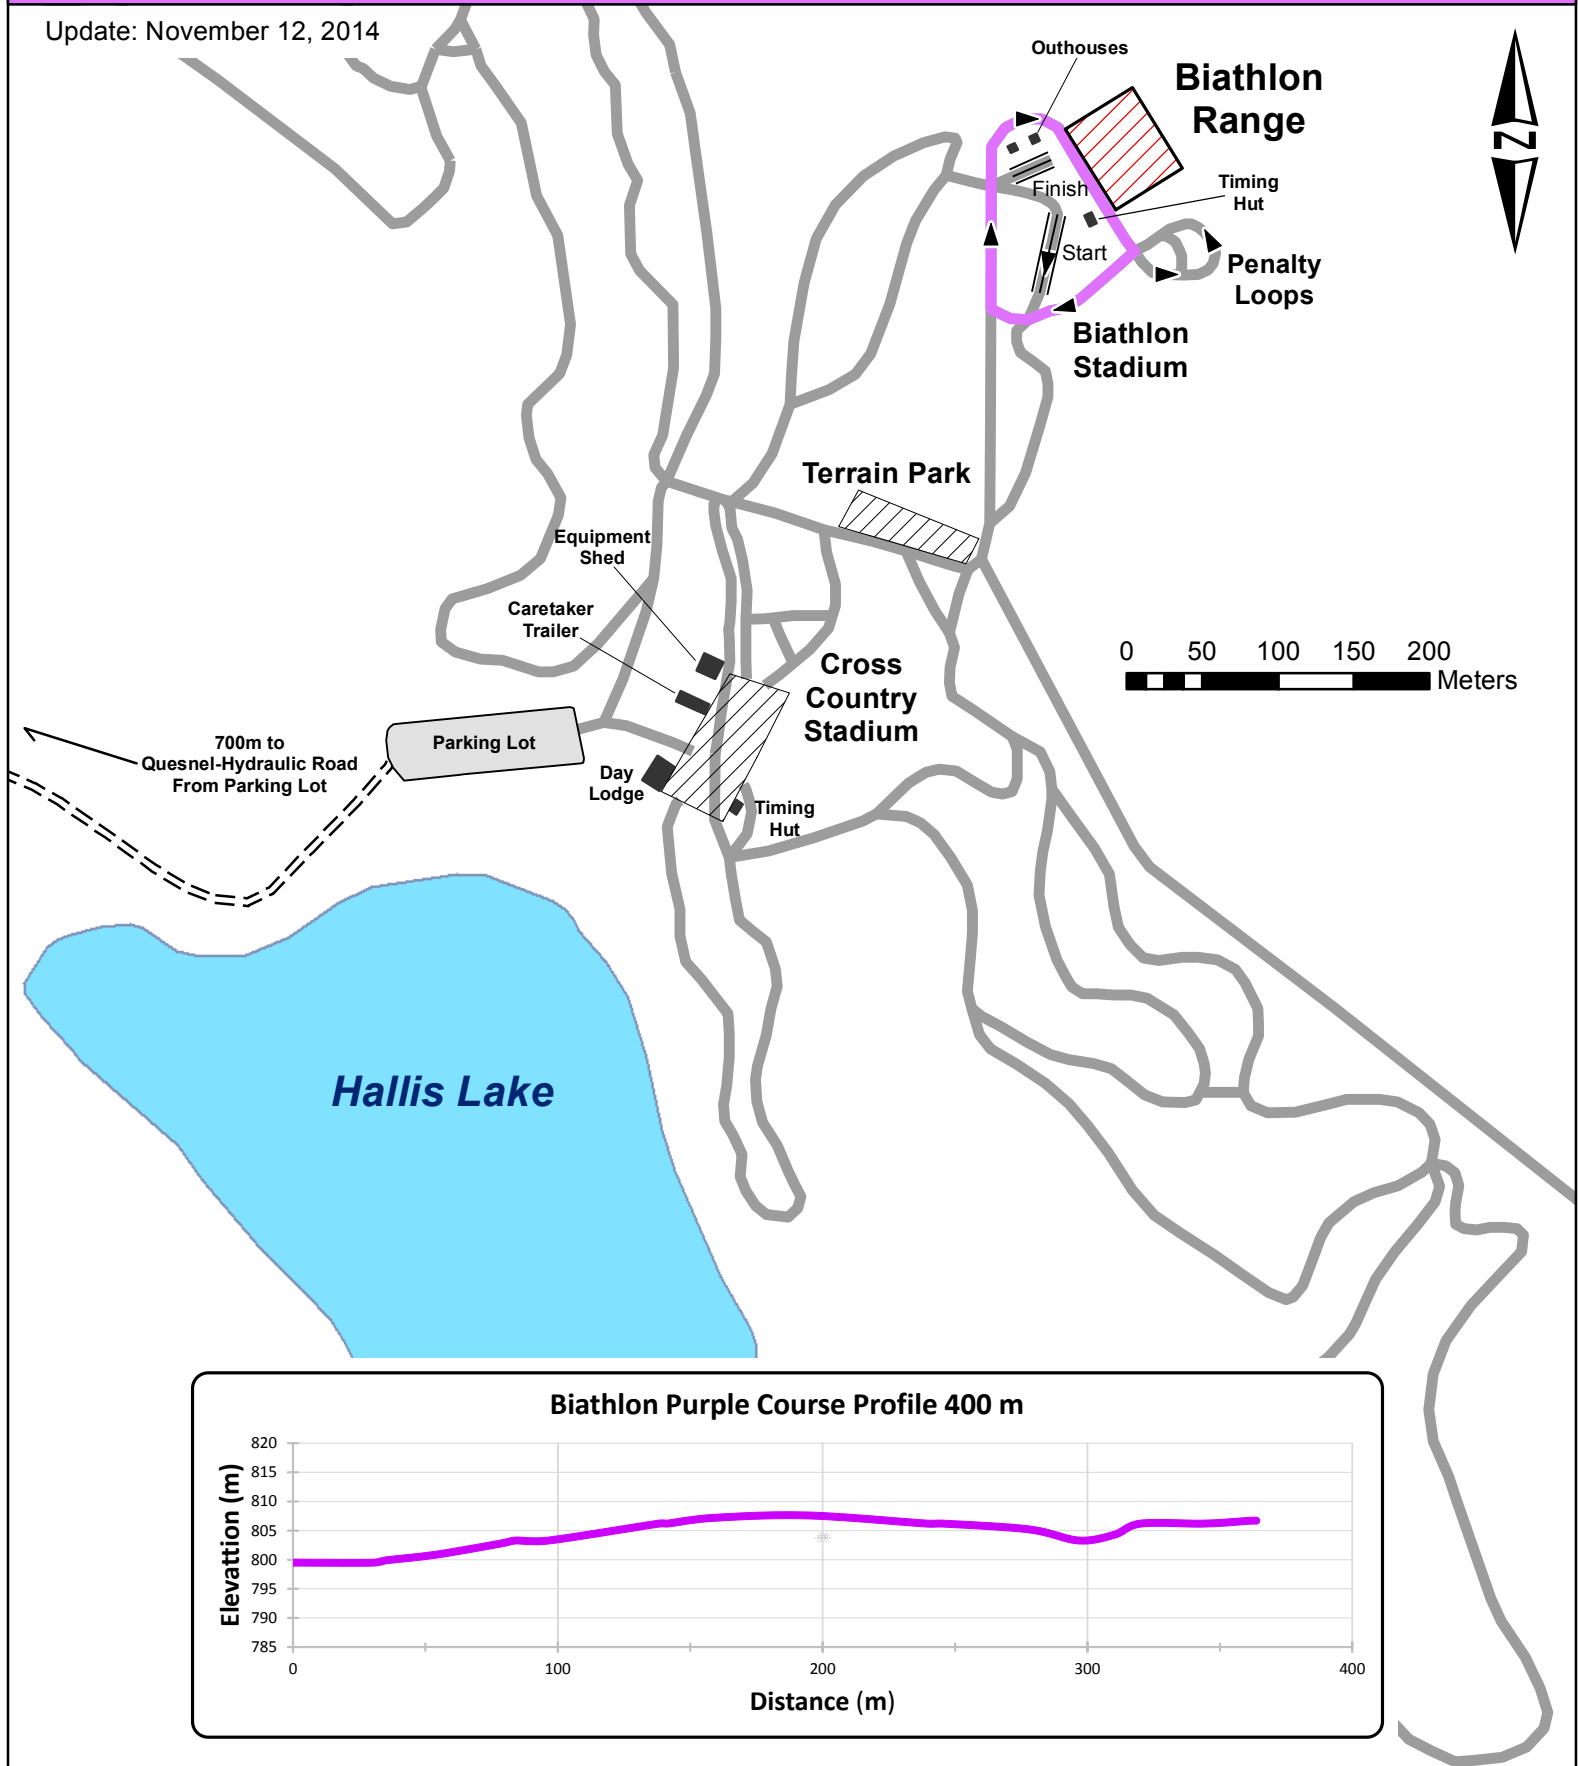 Update: November 12, 2014
Outhouses
Biathlon
Range
N
Finish
Timing
Hut
Start
Penalty
Loops
Biathlon
Stadium
Terrain Park
Equipment
Shed
Caretaker
Trailer
Cross
Country
Stadium
0 50 100 150 200
Meters
Parking Lot
700m to
Quesnel-Hydraulic Road
From Parking Lot
Day
Lodge
Timing
Hut
Hallis Lake
Biathlon Purple Course Profile 400 m
Elevattion (m)
820
815
810
805
800
795
790
785
0 100 200 300 400
Distance (m)